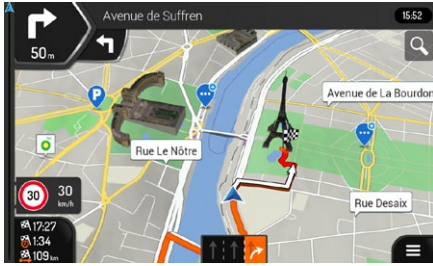 Avenue de Suffren
15:52
50 m
Avenue de La Bourdon
P
Rue Le Nôtre
30
30
km/h
Rue Desaix
17:27
1:34
109 km